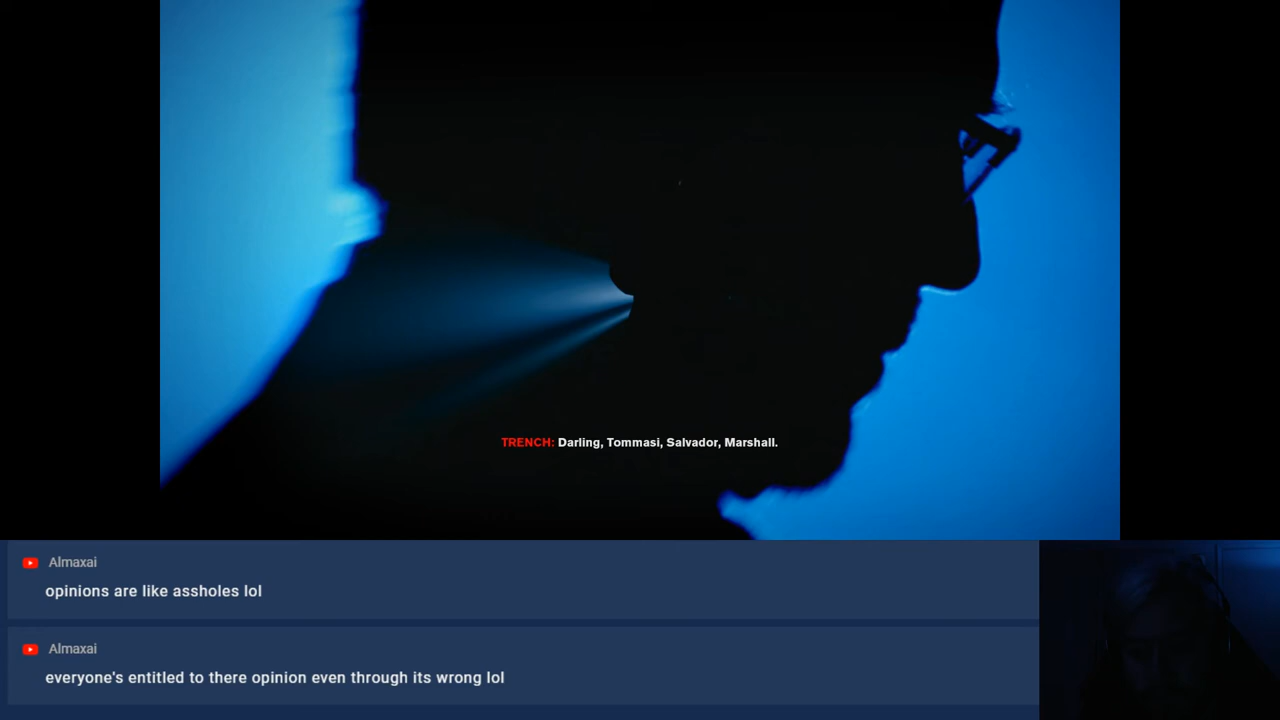 TRENCH: Darling, Tommasi, Salvador, Marshall.
Almaxai
opinions are like assholes lol
Almaxai
everyone's entitled to there opinion even through its wrong lol